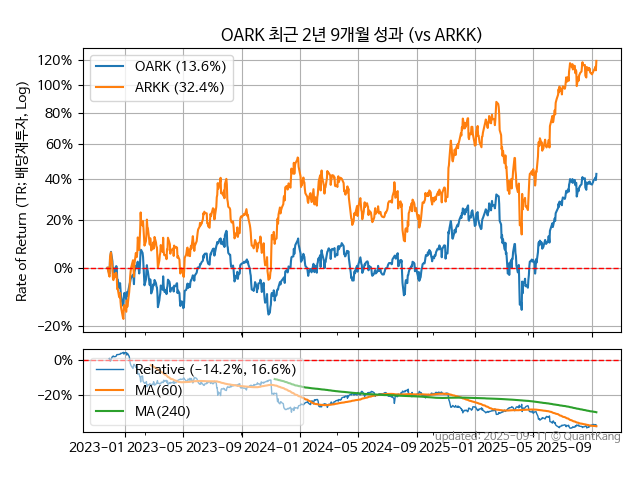 OARK 최근 2년 9개월 성과 (vs ARKK)
Rate of Return (TR: 배당재투자, Log)
120%
100%
80%
60%
40%
20%
0%
−20%
OARK (13.6%)
ARKK (32.4%)
0%
−20%
Relative (−14.2%, 16.6%)
MA(60)
MA(240)
2023−01 2023−05 2023−09 2024−01 2024−05 2024−09 2025−01 2025−05 2025−09
updated: 2025−09−11 ⓒ QuantKang